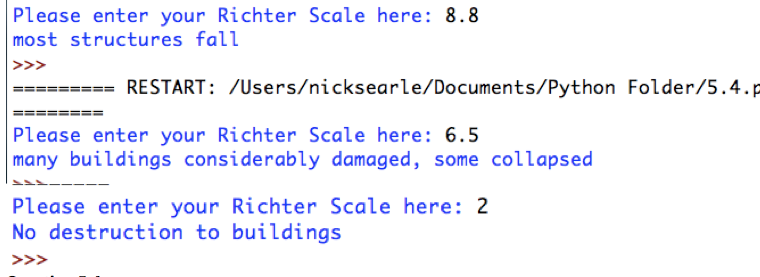 Please enter your Richter Scale here: 8.8
most structures fall
>>>
========= RESTART: /Users/nicksearle/Documents/Python Folder/5.4.p
========
Please enter your Richter Scale here: 6.5
many buildings considerably damaged, some collapsed
>>>
Please enter your Richter Scale here: 2
No destruction to buildings
>>>